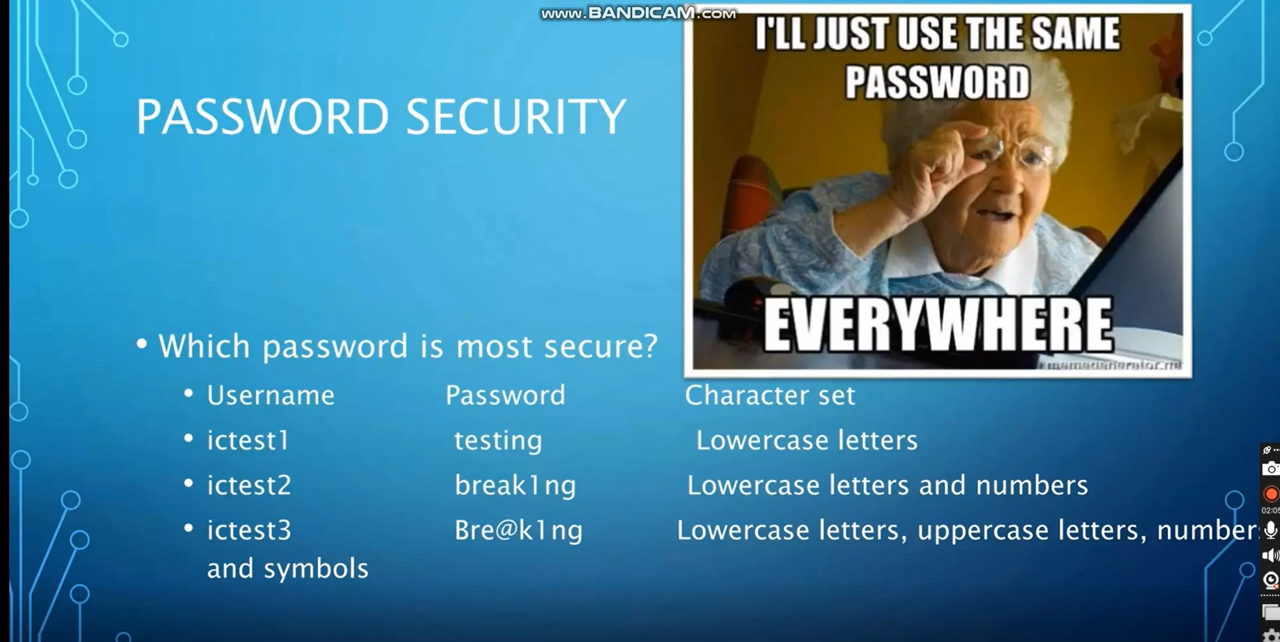 www.BANDICAM.com
I'LL JUST USE THE SAME
PASSWORD
PASSWORD SECURITY
EVERYWHERE
memegenerator.net
• Which password is most secure?
• Username Password Character set
• ictest1 testing Lowercase letters
• ictest2 break1ng Lowercase letters and numbers
• ictest3 Bre@k1ng Lowercase letters, uppercase letters, number
and symbols